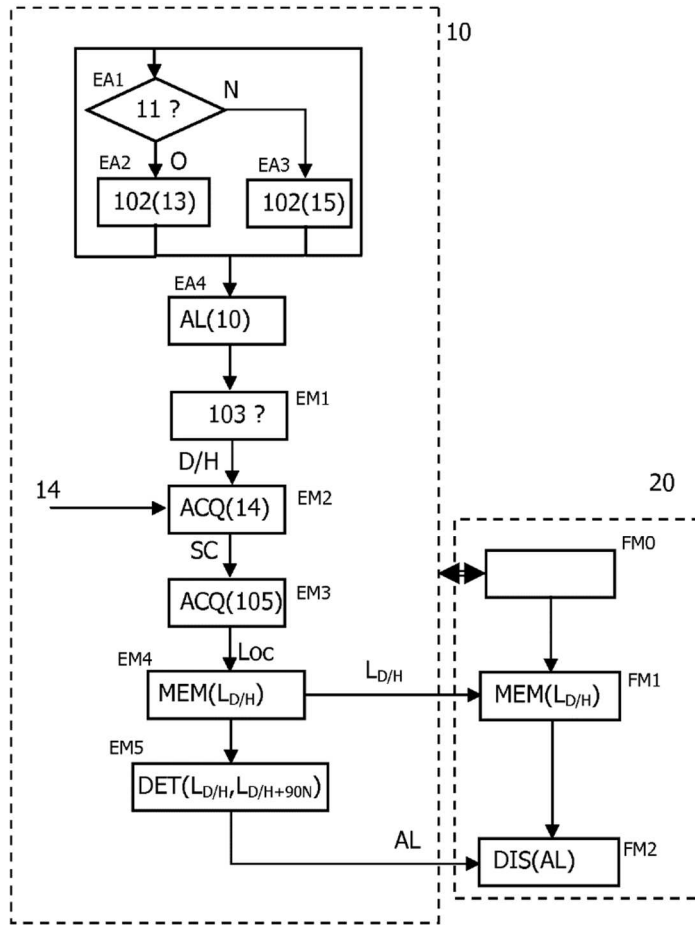 10
EA1
11 ?
N
EA2
O
EA3
102(13)
102(15)
EA4
AL(10)
103 ?
EM1
D/H
14
20
ACQ(14)
EM2
SC
FM0
ACQ(105)
EM3
Loc
EM4
MEM(L_D/H)
L_D/H
MEM(L_D/H)
FM1
EM5
DET(L_D/H,L_D/H+90N)
AL
DIS(AL)
FM2